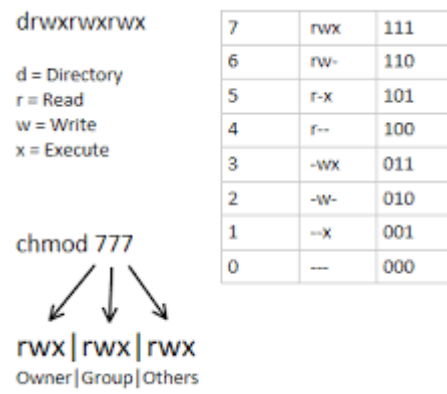 drwxrwxrwx
d = Directory
r = Read
w = Write
x = Execute
chmod 777
rwx|rwx|rwx
Owner|Group|Others
7 rwx 111
6 rw- 110
5 r-x 101
4 r-- 100
3 -wx 011
2 -w- 010
1 --x 001
0 --- 000